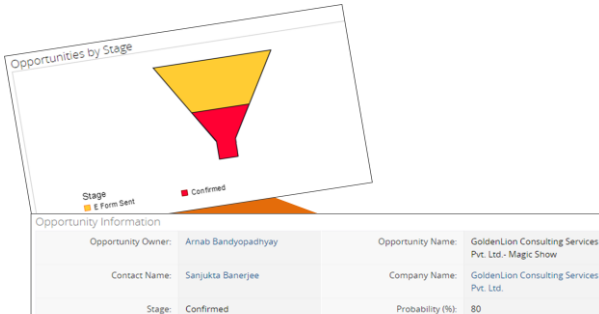 Opportunities by Stage
Stage
E Form Sent
Confirmed
Opportunity Information
Opportunity Owner: Arnab Bandyopadhyay Opportunity Name: GoldenLion Consulting Services
Pvt. Ltd.- Magic Show
Contact Name: Sanjukta Banerjee Company Name: GoldenLion Consulting Services
Pvt. Ltd.
Stage: Confirmed Probability (%): 80